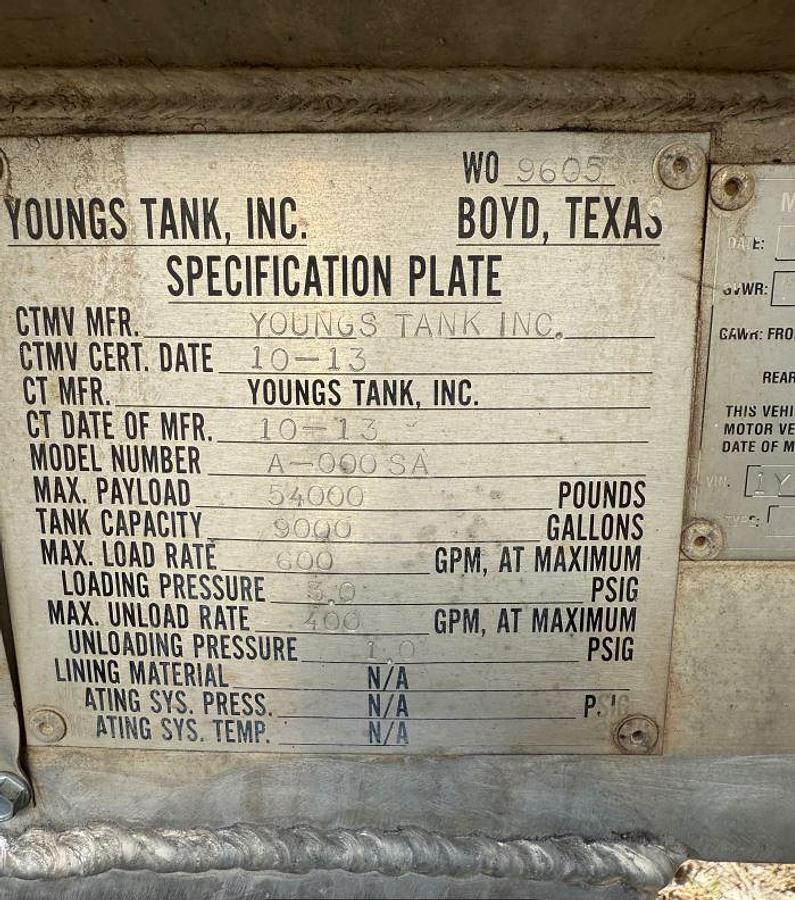 WO 9605
YOUNGS TANK, INC. BOYD, TEXAS
SPECIFICATION PLATE
CTMV MFR. YOUNGS TANK INC.
CTMV CERT. DATE 10-13
CT MFR. YOUNGS TANK, INC.
CT DATE OF MFR. 10-13
MODEL NUMBER A-000SA
MAX. PAYLOAD 54000 POUNDS
TANK CAPACITY 9000 GALLONS
MAX. LOAD RATE 600 GPM, AT MAXIMUM
LOADING PRESSURE 3.0 PSIG
MAX. UNLOAD RATE 400 GPM, AT MAXIMUM
UNLOADING PRESSURE 1.0 PSIG
LINING MATERIAL N/A
ATING SYS. PRESS. N/A PSIG
ATING SYS. TEMP. N/A
M
DATE:
GVWR:
GAWR: FRO
REAR
THIS VEHI
MOTOR VE
DATE OF M
VIN: 1Y
TYPE: